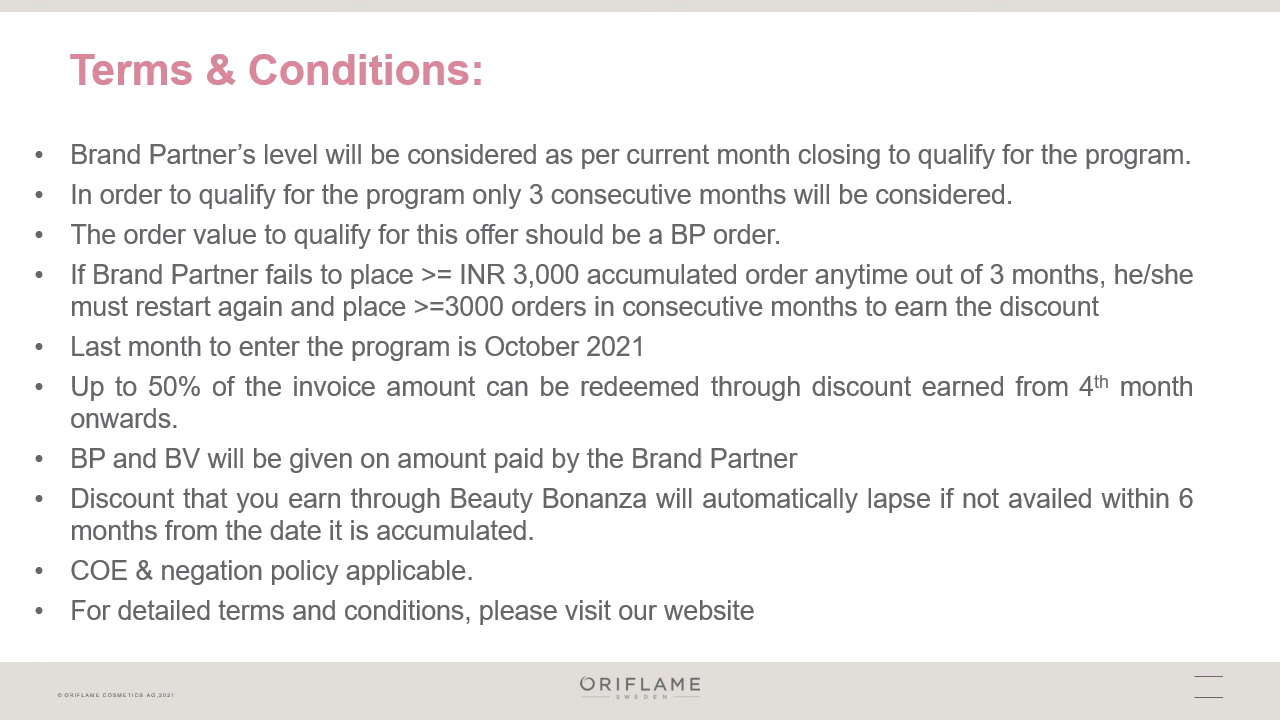 Terms & Conditions:
• Brand Partner’s level will be considered as per current month closing to qualify for the program.
• In order to qualify for the program only 3 consecutive months will be considered.
• The order value to qualify for this offer should be a BP order.
• If Brand Partner fails to place >= INR 3,000 accumulated order anytime out of 3 months, he/she
must restart again and place >=3000 orders in consecutive months to earn the discount
• Last month to enter the program is October 2021
• Up to 50% of the invoice amount can be redeemed through discount earned from 4th month
onwards.
• BP and BV will be given on amount paid by the Brand Partner
• Discount that you earn through Beauty Bonanza will automatically lapse if not availed within 6
months from the date it is accumulated.
• COE & negation policy applicable.
• For detailed terms and conditions, please visit our website
© ORIFLAME COSMETICS AG,2021
ORIFLAME
SWEDEN